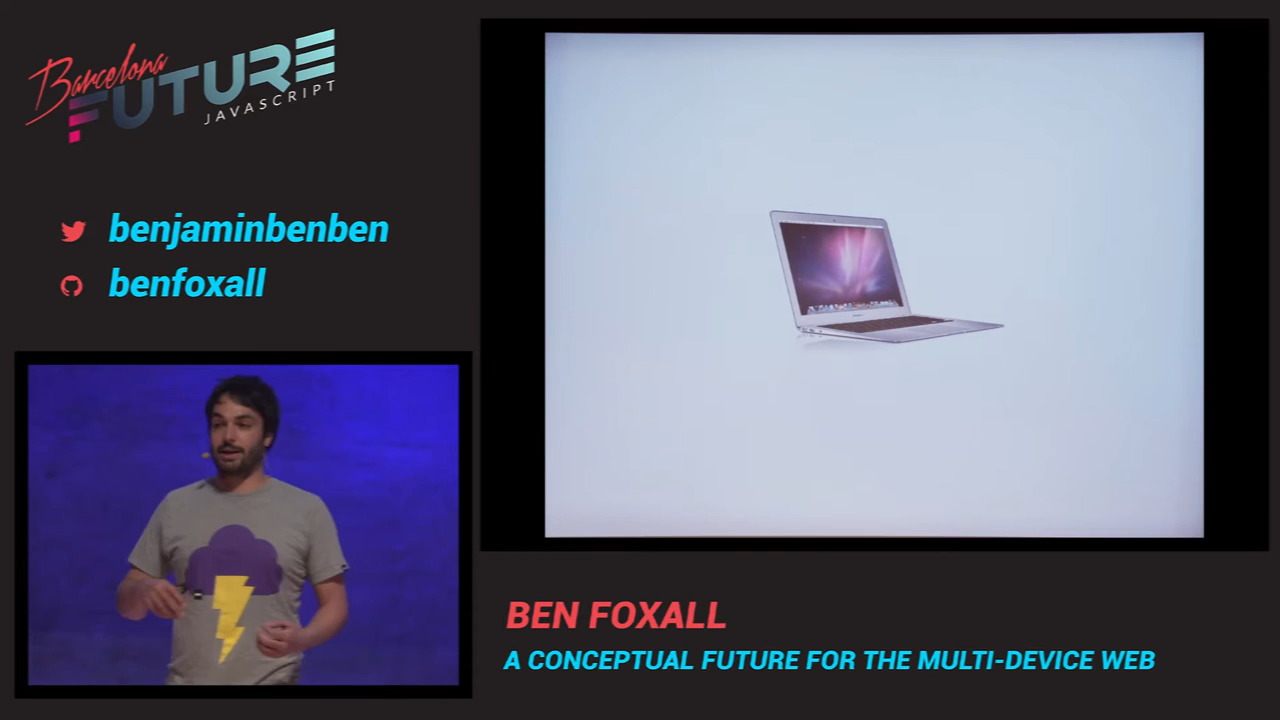 Barcelona
FUTURE
JAVASCRIPT
benjaminbenben
benfoxall
BEN FOXALL
A CONCEPTUAL FUTURE FOR THE MULTI-DEVICE WEB